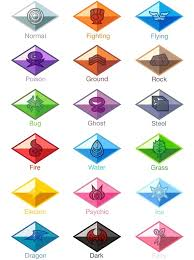 Normal Fighting Flying
Poison Ground Rock
Bug Ghost Steel
Fire Water Grass
Electric Psychic Ice
Dragon Dark Fairy